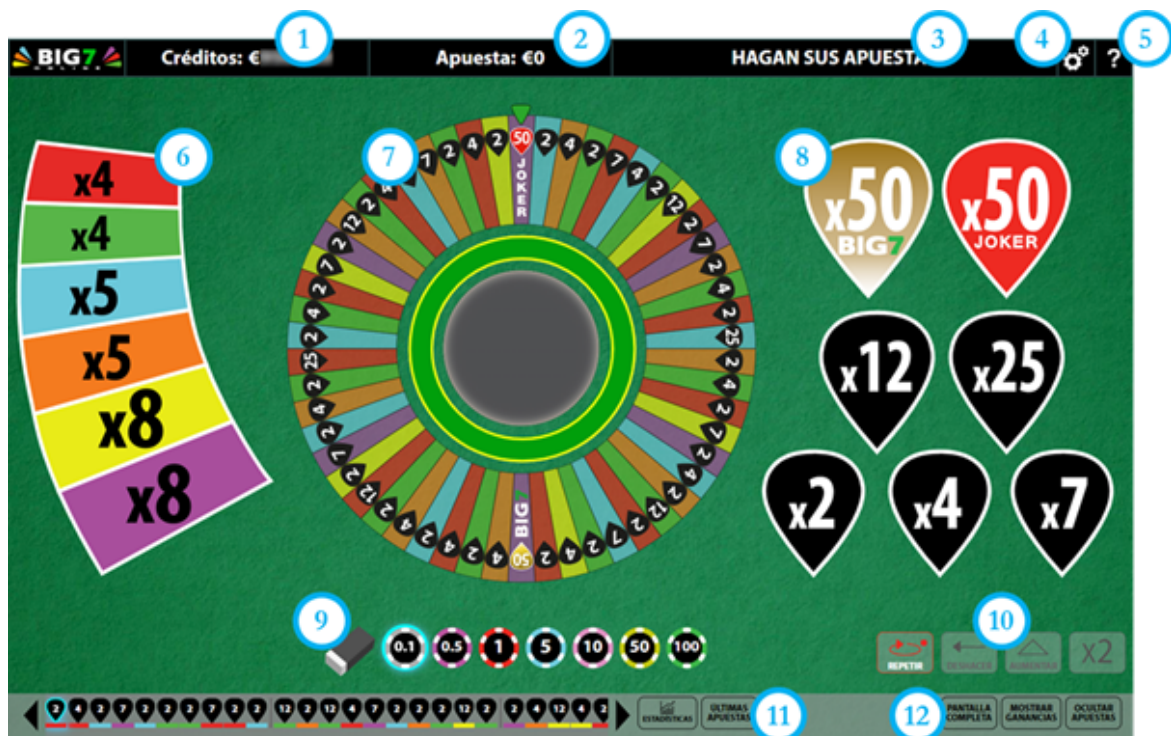 1
2
3
4
5
BIG7
ONLINE
Créditos: €
Apuesta: €0
HAGAN SUS APUESTA
?
6
7
8
x4
x4
x5
x5
x8
x8
50
JOKER
BIG7
50
x50
BIG7
x50
JOKER
x12
x25
x2
x4
x7
9
0.1
0.5
1
5
10
50
100
10
REPETIR
DESHACER
AUMENTAR
X2
ESTADÍSTICAS
ÚLTIMAS
APUESTAS
11
12
PANTALLA
COMPLETA
MOSTRAR
GANANCIAS
OCULTAR
APUESTAS